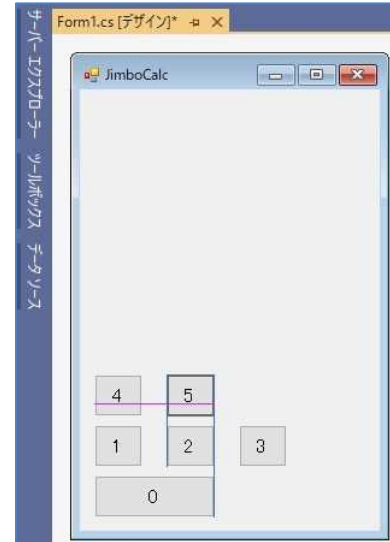 Form1.cs [デザイン]*
サーバー エクスプローラー
ツールボックス
データ ソース
JimboCalc
4 5
1 2 3
0